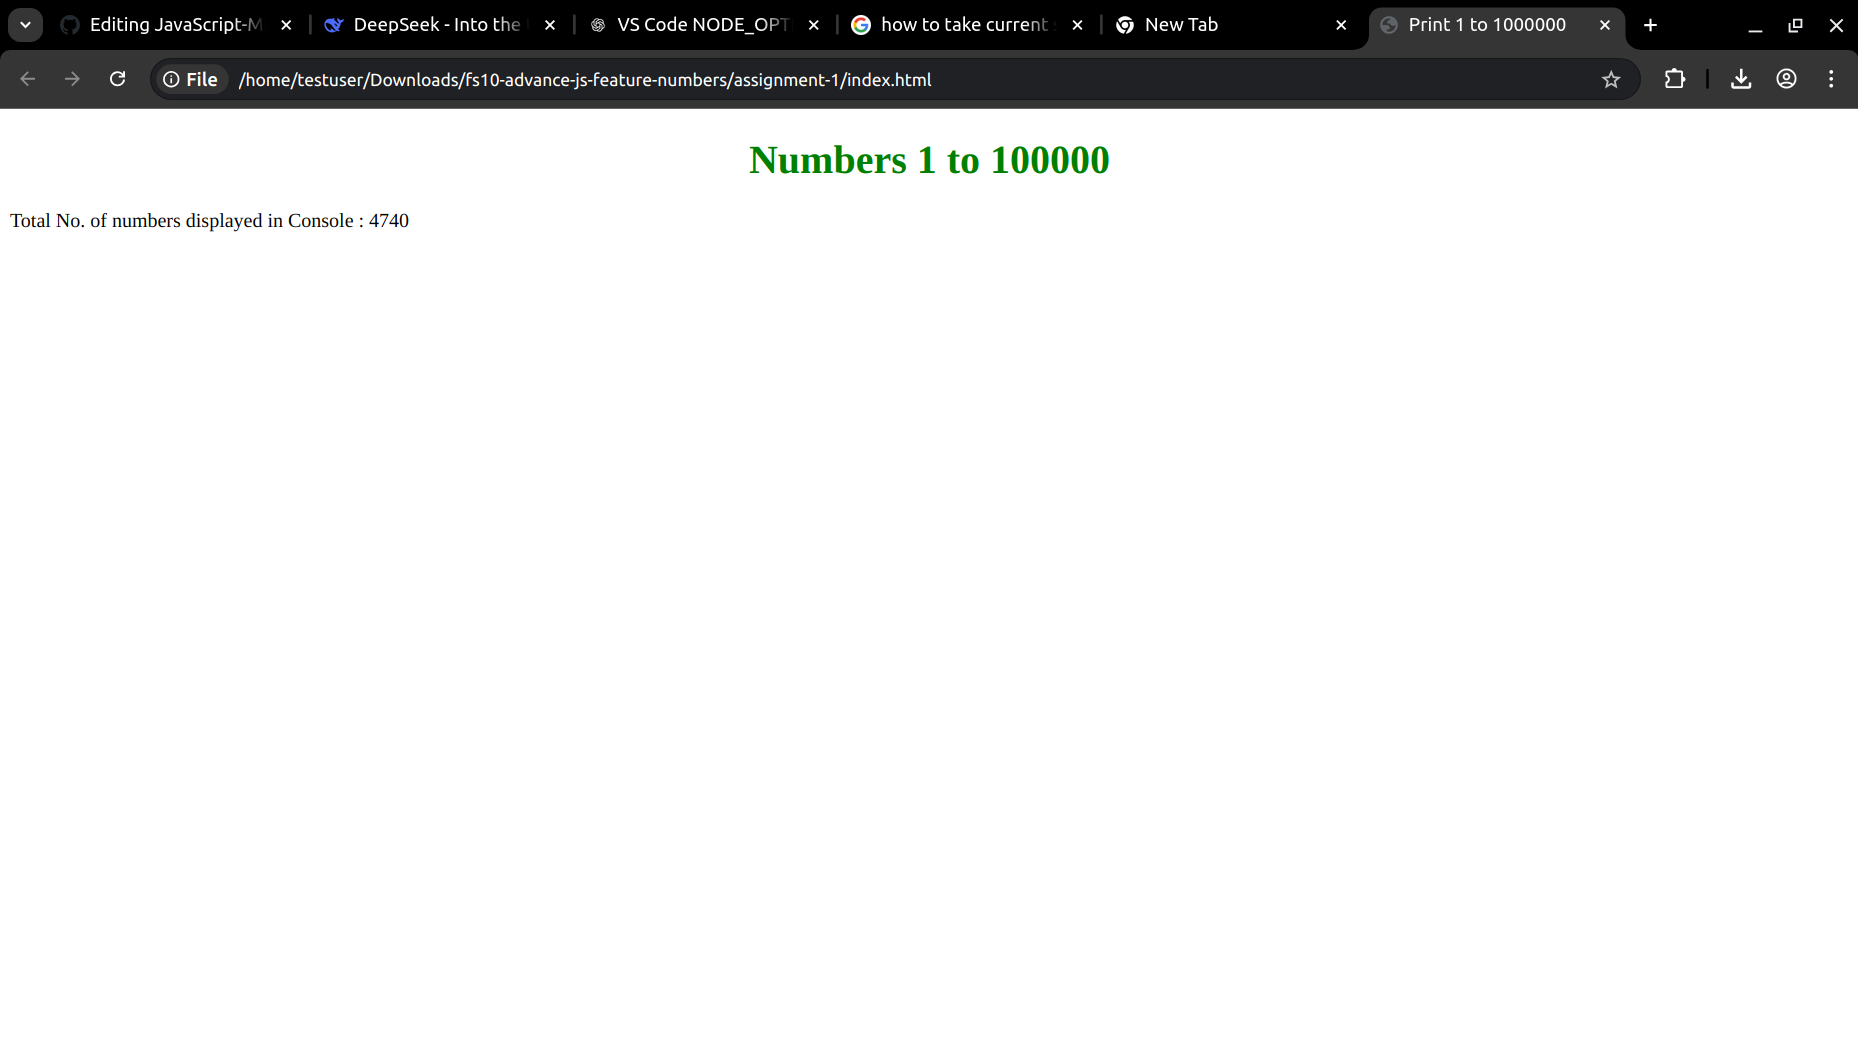 Editing JavaScript-M
DeepSeek - Into the
VS Code NODE_OPT
how to take current
New Tab
Print 1 to 1000000
File /home/testuser/Downloads/fs10-advance-js-feature-numbers/assignment-1/index.html
Numbers 1 to 100000
Total No. of numbers displayed in Console : 4740